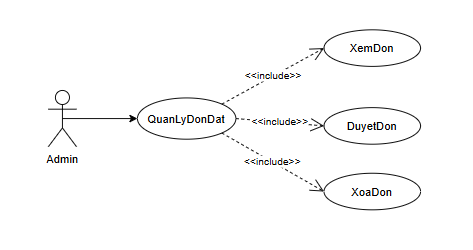 XemDon
<<include>>
QuanLyDonDat
<<include>>
DuyetDon
Admin
<<include>>
XoaDon